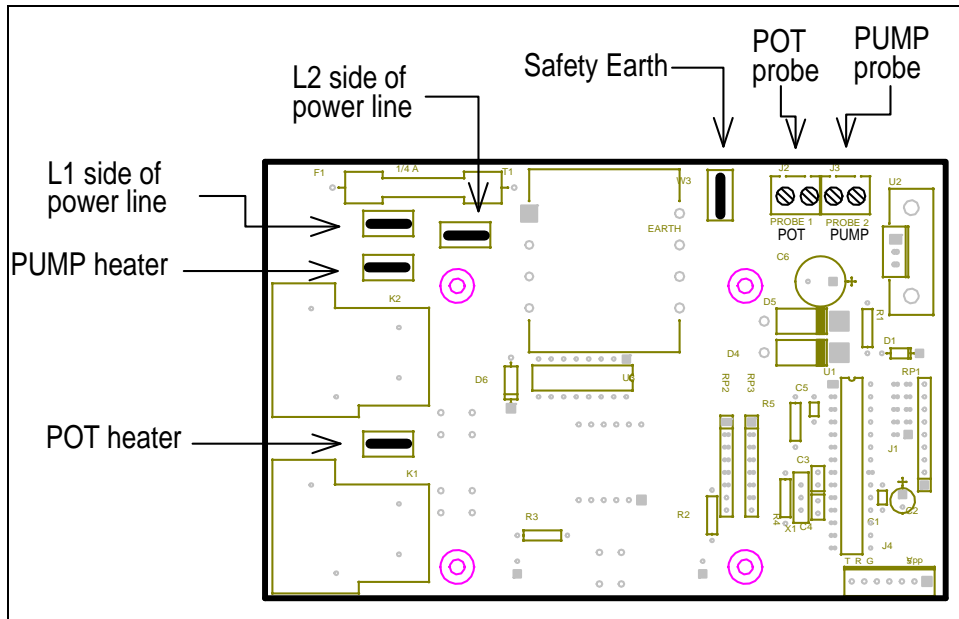 POT
probe
PUMP
probe
Safety Earth
L2 side of
power line
L1 side of
power line
PUMP heater
POT heater
F1
1/4 A
T1
W3
EARTH
J2
J3
PROBE 1
PROBE 2
POT
PUMP
U2
C6
K2
D5
R1
D4
D1
D6
RP2
RP3
U1
RP1
C5
R5
J1
K1
C3
R3
R2
R4
X1
C4
C1
C2
J4
T R G